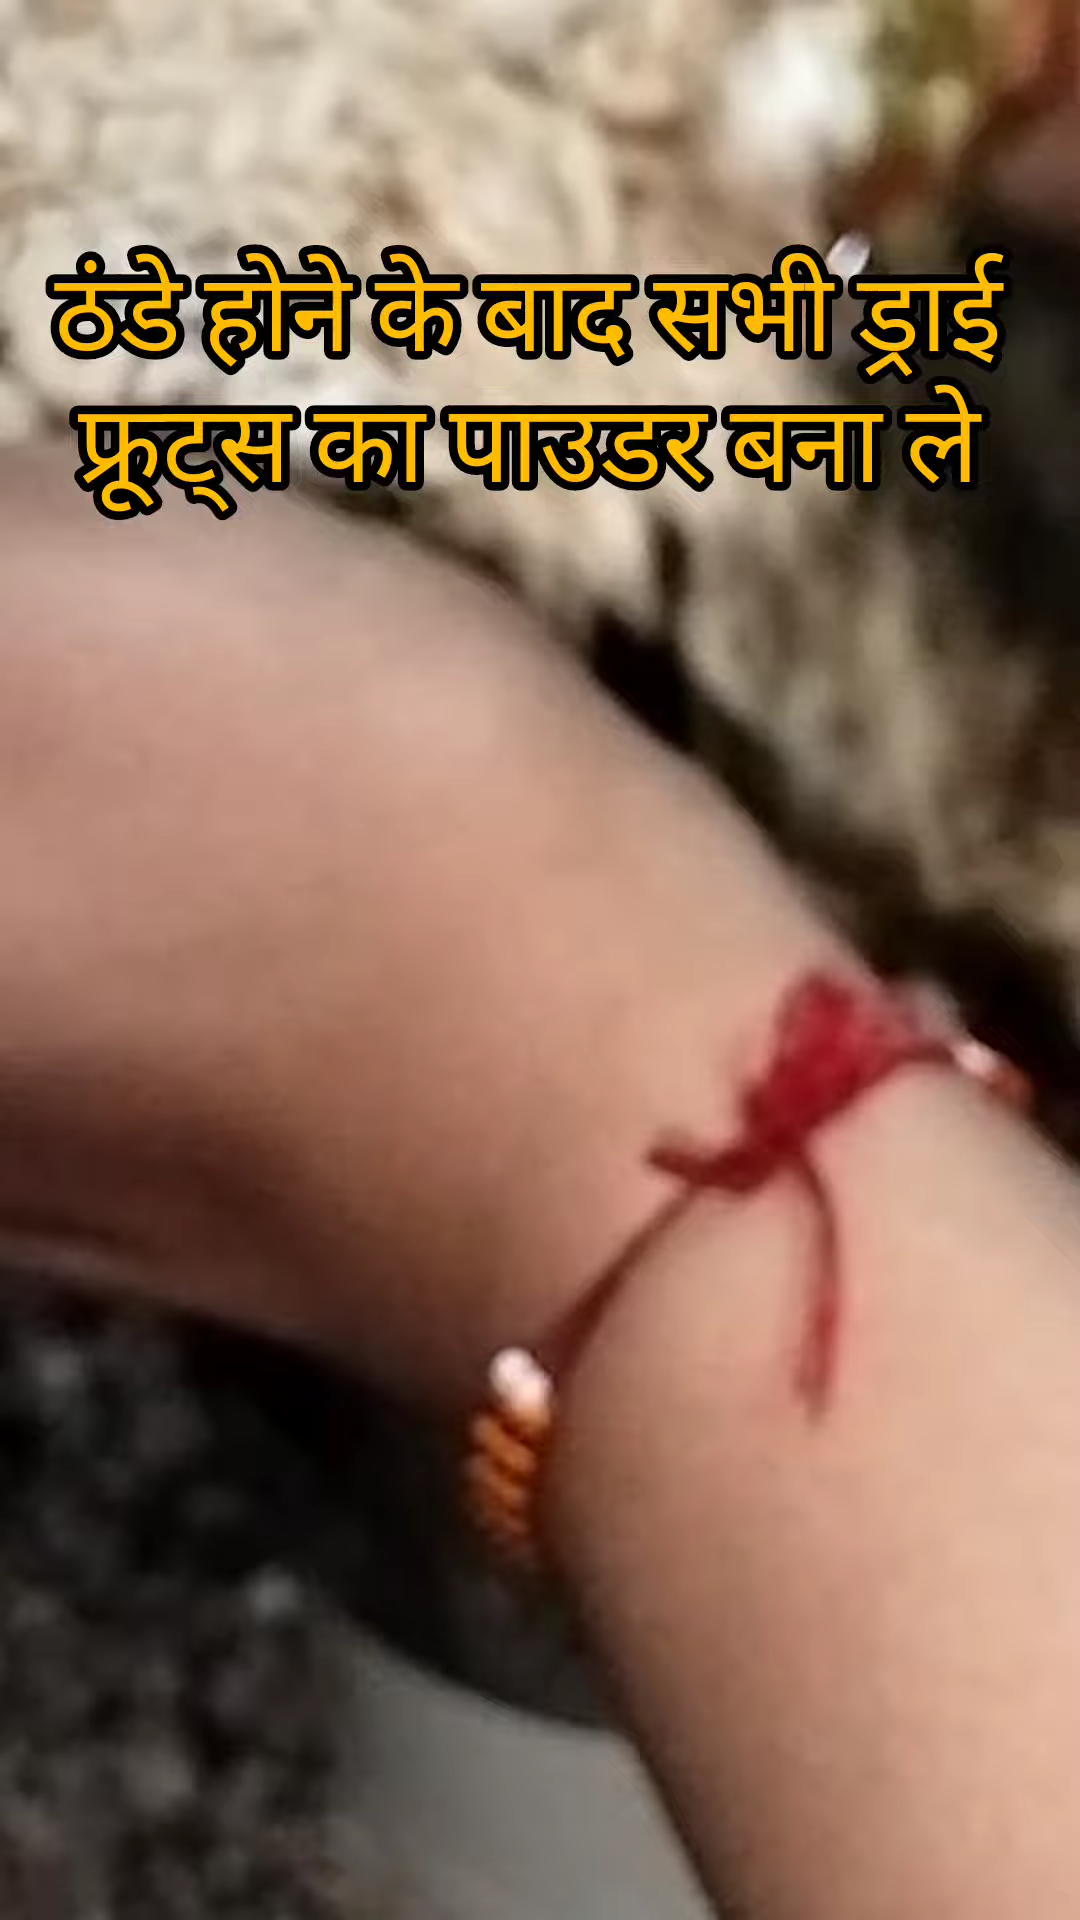 ठंडे होने के बाद सभी ड्राई
फ्रूट्स का पाउडर बना ले